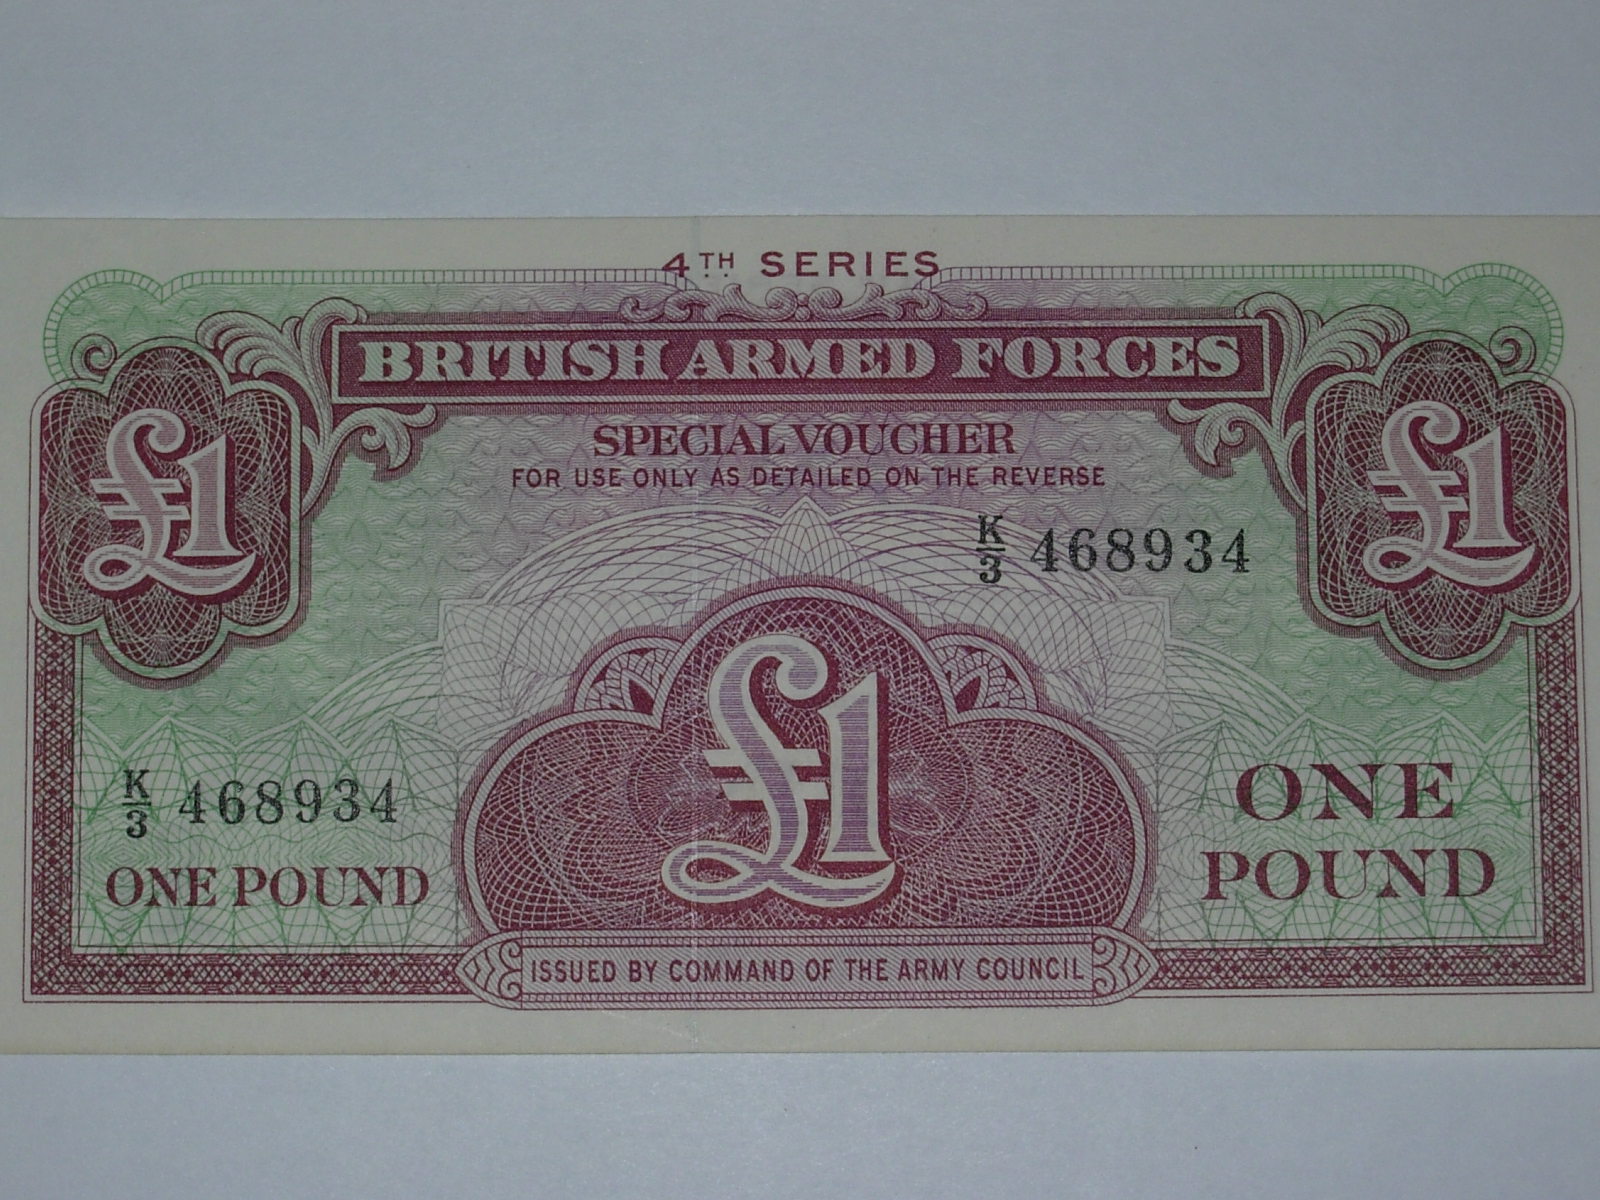 4TH SERIES
BRITISH ARMED FORCES
£1
£1
SPECIAL VOUCHER
FOR USE ONLY AS DETAILED ON THE REVERSE
K/3 468934
£1
K/3 468934
ONE POUND
ONE
POUND
ISSUED BY COMMAND OF THE ARMY COUNCIL